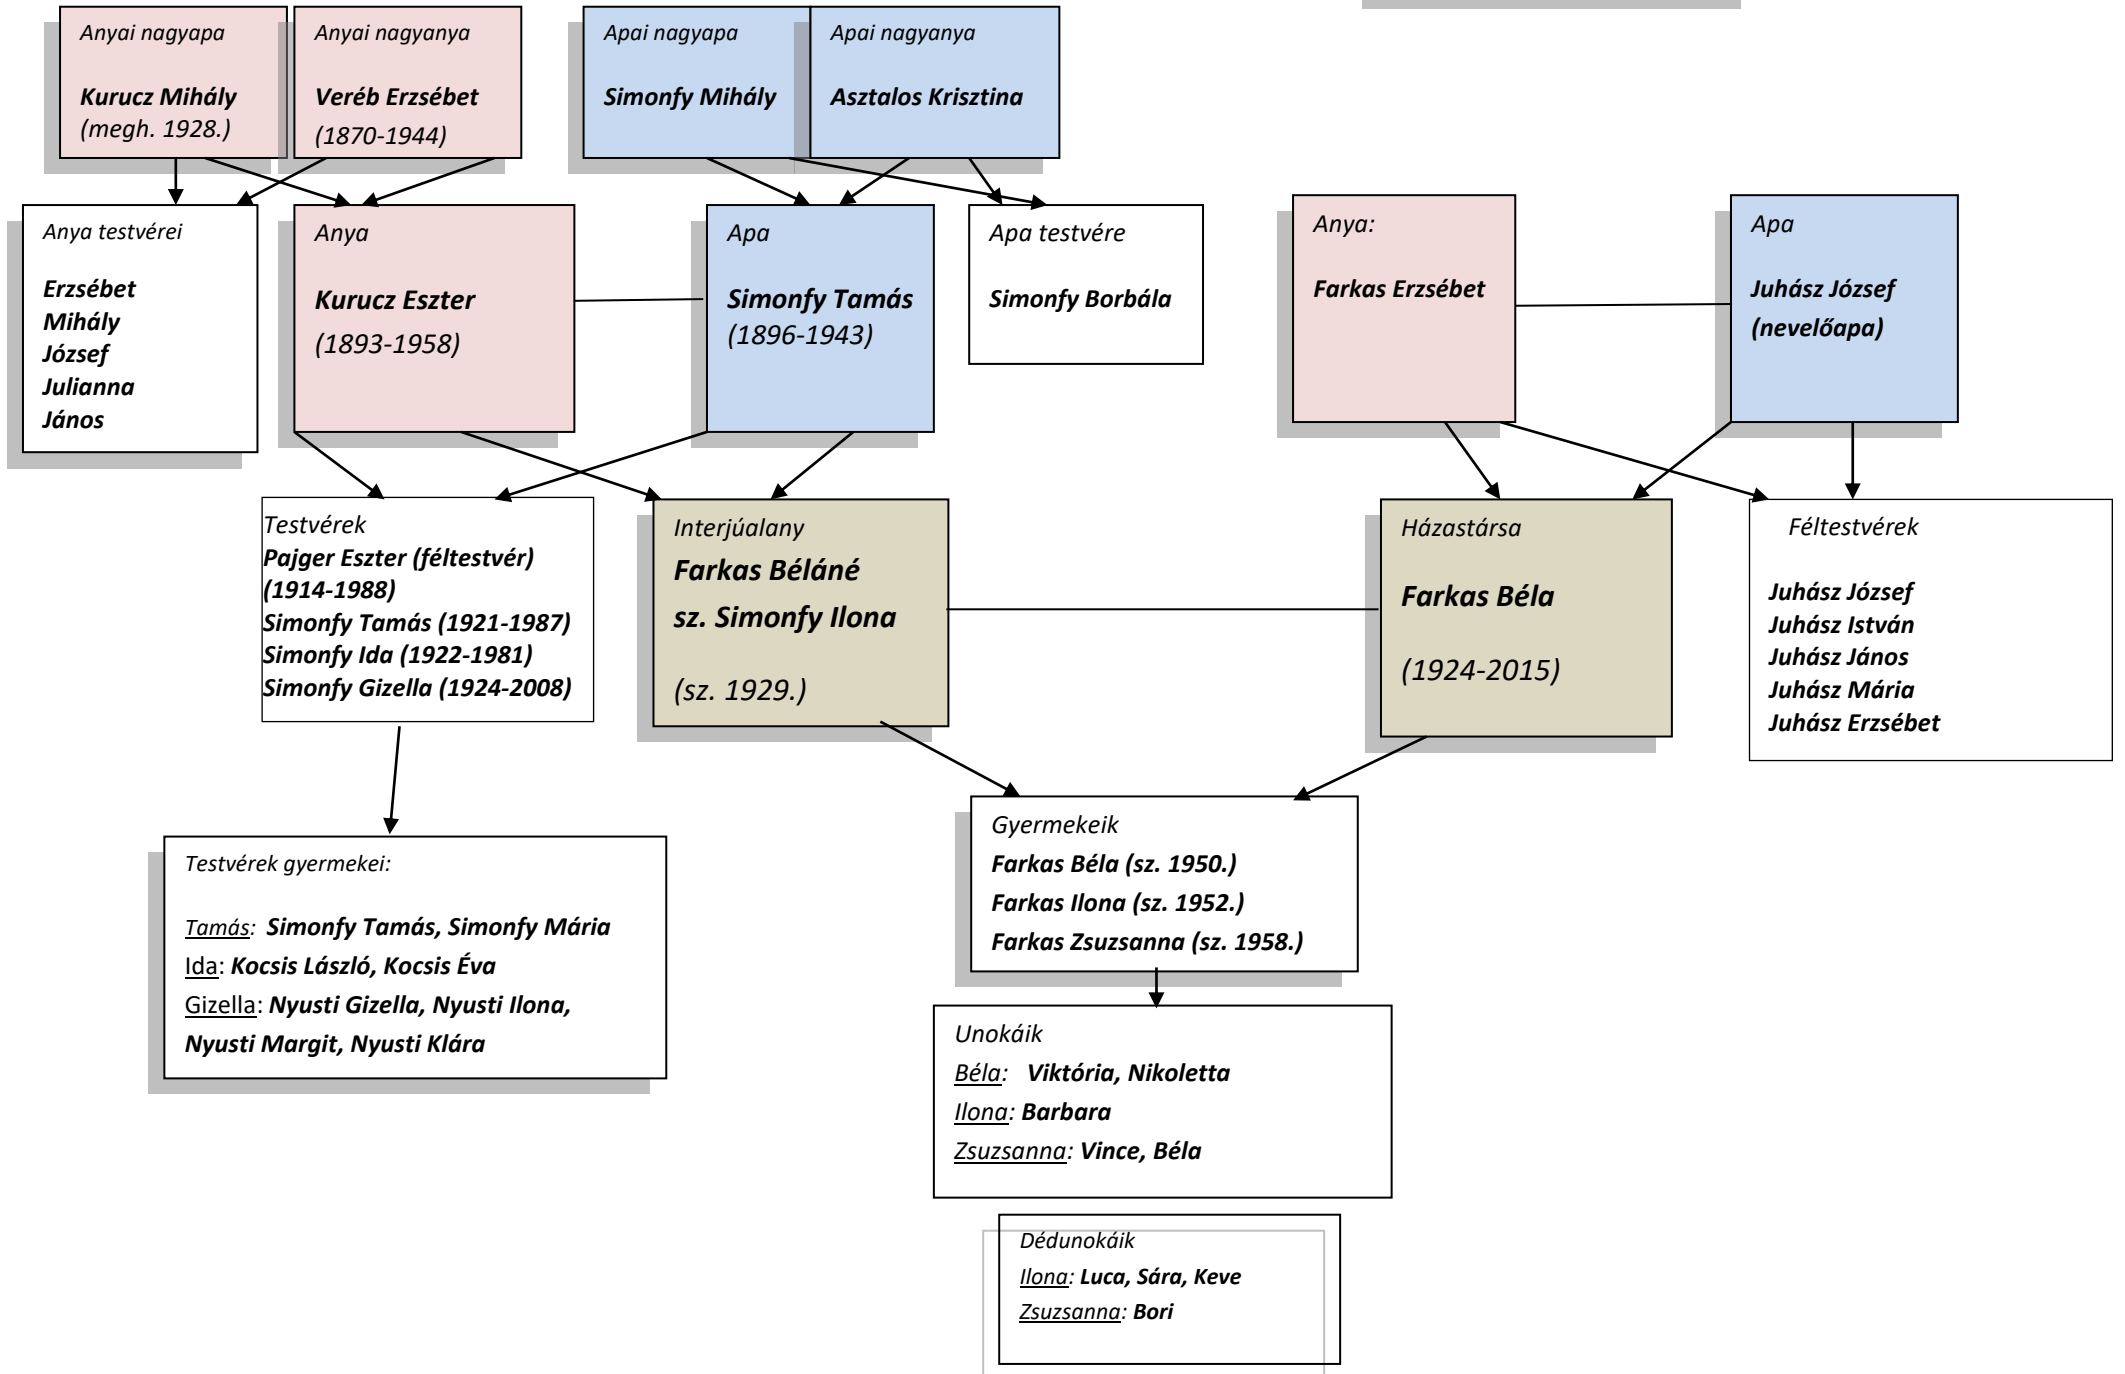 Anyai nagyapa
Kurucz Mihály
(megh. 1928.)
Anyai nagyanya
Veréb Erzsébet
(1870-1944)
Apai nagyapa
Simonfy Mihály
Apai nagyanya
Asztalos Krisztina
Anya testvérei
Erzsébet
Mihály
József
Julianna
János
Anya
Kurucz Eszter
(1893-1958)
Apa
Simonfy Tamás
(1896-1943)
Apa testvére
Simonfy Borbála
Anya:
Farkas Erzsébet
Apa
Juhász József
(nevelőapa)
Testvérek
Pajger Eszter (féltestvér)
(1914-1988)
Simonfy Tamás (1921-1987)
Simonfy Ida (1922-1981)
Simonfy Gizella (1924-2008)
Interjúalany
Farkas Béláné
sz. Simonfy Ilona
(sz. 1929.)
Házastársa
Farkas Béla
(1924-2015)
Féltestvérek
Juhász József
Juhász István
Juhász János
Juhász Mária
Juhász Erzsébet
Testvérek gyermekei:
Tamás: Simonfy Tamás, Simonfy Mária
Ida: Kocsis László, Kocsis Éva
Gizella: Nyusti Gizella, Nyusti Ilona,
Nyusti Margit, Nyusti Klára
Gyermekeik
Farkas Béla (sz. 1950.)
Farkas Ilona (sz. 1952.)
Farkas Zsuzsanna (sz. 1958.)
Unokáik
Béla: Viktória, Nikoletta
Ilona: Barbara
Zsuzsanna: Vince, Béla
Dédunokáik
Ilona: Luca, Sára, Keve
Zsuzsanna: Bori